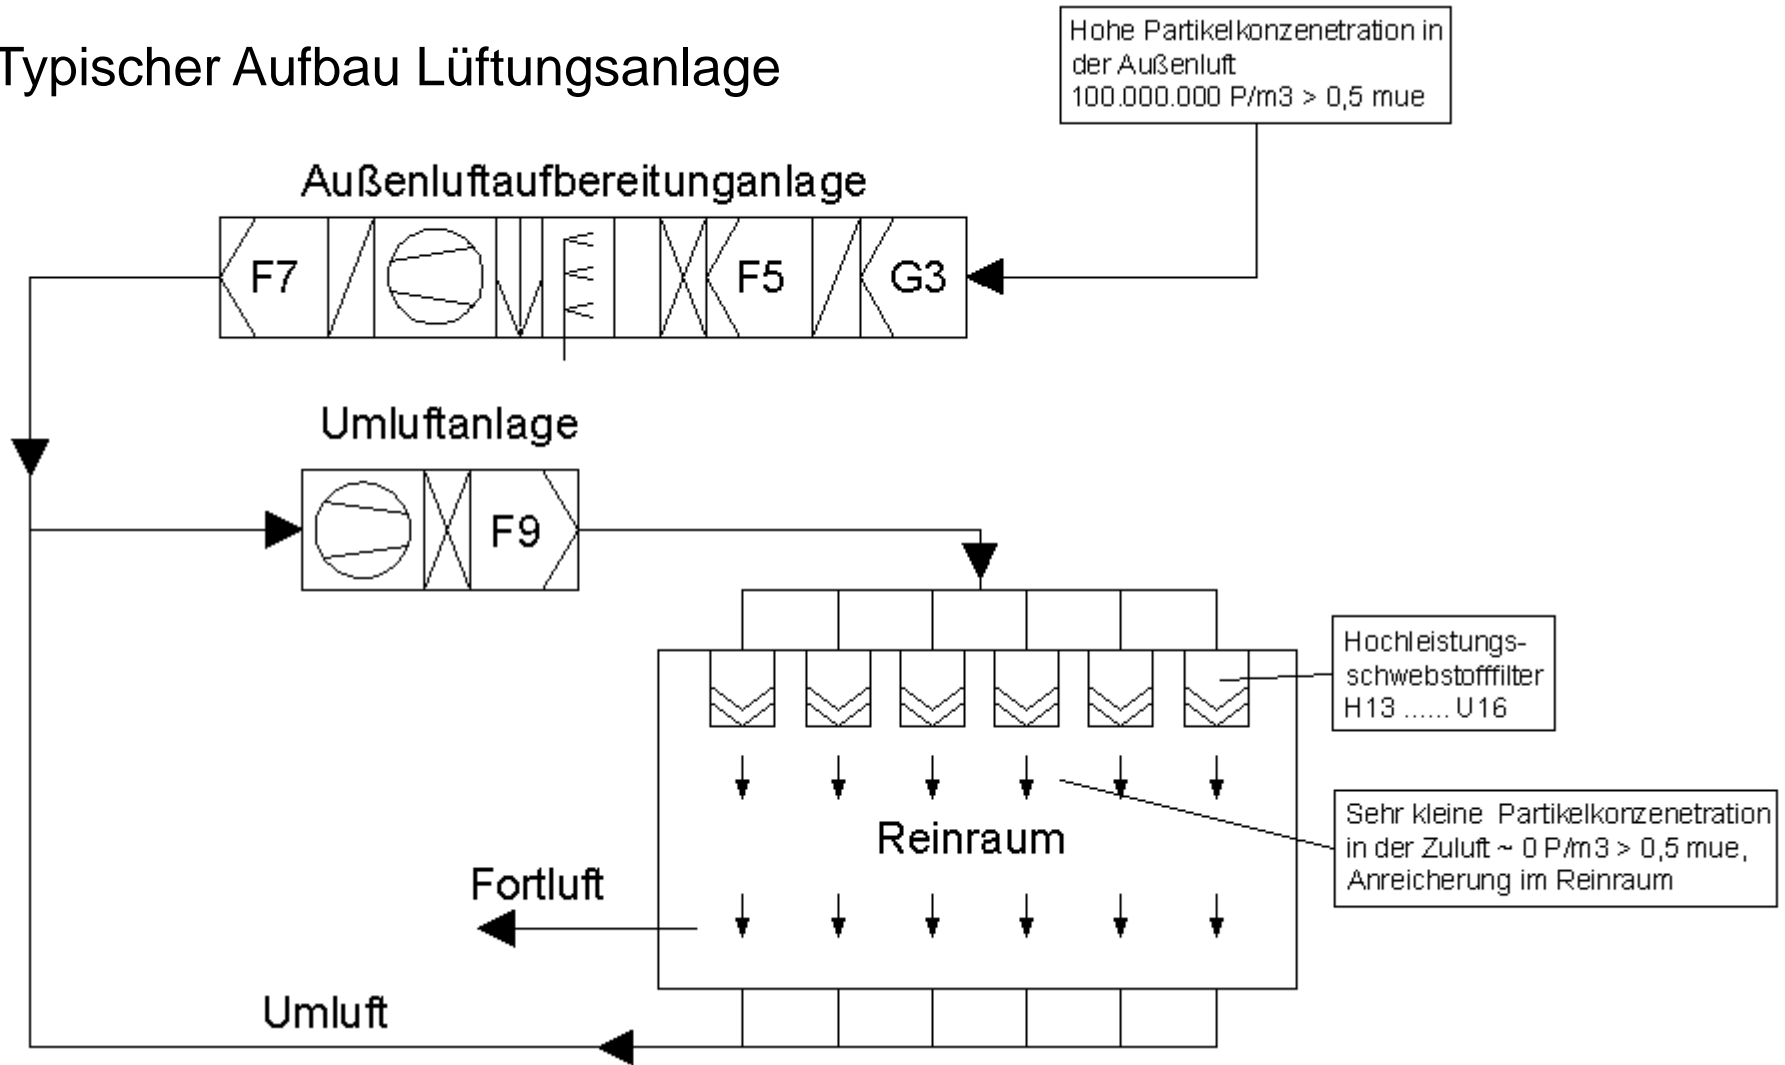 Typischer Aufbau Lüftungsanlage
Hohe Partikelkonzenetration in
der Außenluft
100.000.000 P/m3 > 0,5 mue
Außenluftaufbereitunganlage
F7
F5
G3
Umluftanlage
F9
Hochleistungs-
schwebstofffilter
H13 ...... U16
Sehr kleine Partikelkonzenetration
in der Zuluft ~ 0 P/m3 > 0,5 mue,
Anreicherung im Reinraum
Reinraum
Fortluft
Umluft